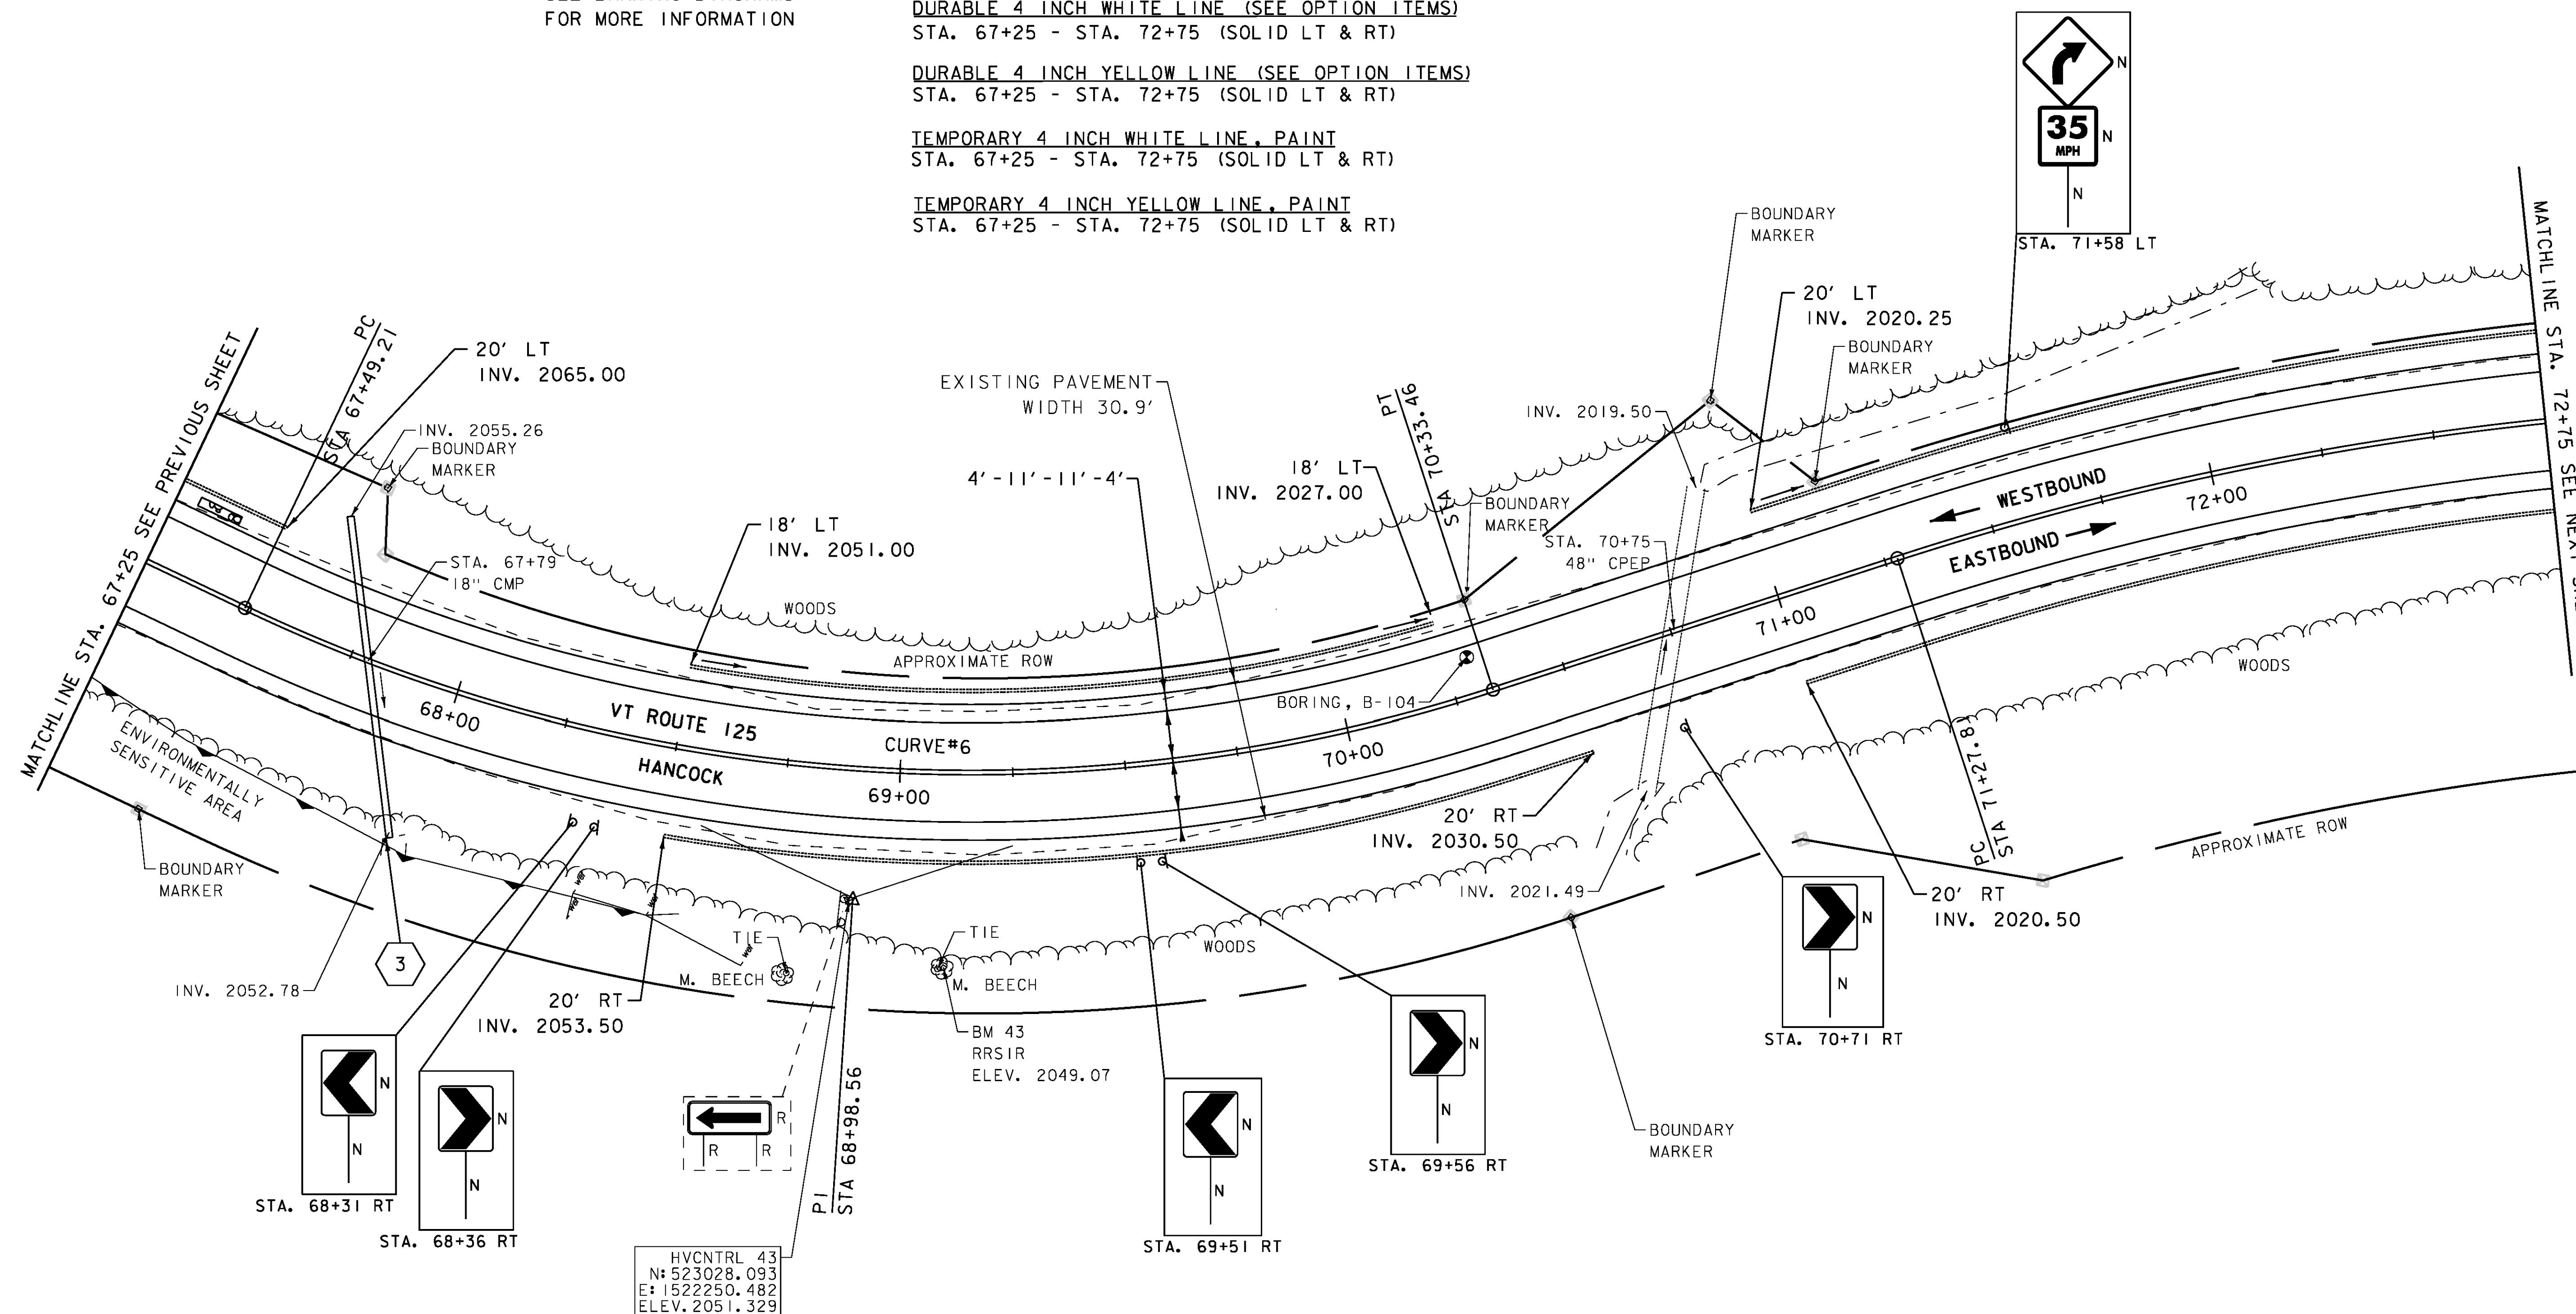 FOR MORE INFORMATION
DURABLE 4 INCH WHITE LINE (SEE OPTION ITEMS)
STA. 67+25 - STA. 72+75 (SOLID LT & RT)
DURABLE 4 INCH YELLOW LINE (SEE OPTION ITEMS)
STA. 67+25 - STA. 72+75 (SOLID LT & RT)
TEMPORARY 4 INCH WHITE LINE, PAINT
STA. 67+25 - STA. 72+75 (SOLID LT & RT)
TEMPORARY 4 INCH YELLOW LINE, PAINT
STA. 67+25 - STA. 72+75 (SOLID LT & RT)
N
35
MPH
N
N
STA. 71+58 LT
MATCHLINE STA. 67+25 SEE PREVIOUS SHEET
PC
STA 67+49.21
20' LT
INV. 2065.00
INV. 2055.26
BOUNDARY
MARKER
STA. 67+79
18" CMP
18' LT
INV. 2051.00
WOODS
APPROXIMATE ROW
EXISTING PAVEMENT
WIDTH 30.9'
4'-11'-11'-4'
18' LT
INV. 2027.00
PT
STA 70+33.46
BOUNDARY
MARKER
INV. 2019.50
BOUNDARY
MARKER
STA. 70+75
48" CPEP
20' LT
INV. 2020.25
BOUNDARY
MARKER
WESTBOUND
EASTBOUND
MATCHLINE STA. 72+75 SEE NEXT
68+00
VT ROUTE 125
HANCOCK
CURVE#6
69+00
70+00
71+00
72+00
BORING, B-104
WOODS
ENVIRONMENTALLY
SENSITIVE AREA
BOUNDARY
MARKER
INV. 2052.78
3
20' RT
INV. 2053.50
TIE
M. BEECH
TIE
M. BEECH
BM 43
RRSIR
ELEV. 2049.07
WOODS
20' RT
INV. 2030.50
INV. 2021.49
PC
STA 71+27.81
20' RT
INV. 2020.50
APPROXIMATE ROW
BOUNDARY
MARKER
N
N
STA. 68+31 RT
N
N
STA. 68+36 RT
R
R
R
PI
STA 68+98.56
HVCNTRL 43
N:523028.093
E:1522250.482
ELEV.2051.329
N
N
STA. 69+51 RT
N
N
STA. 69+56 RT
N
N
STA. 70+71 RT